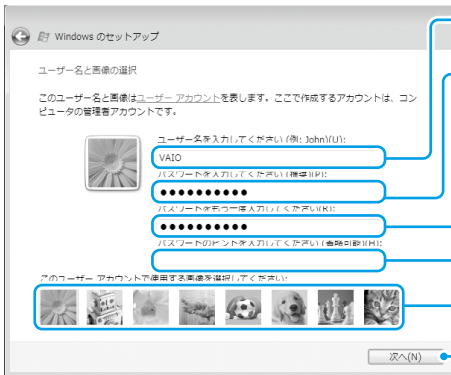 Windows のセットアップ
ユーザー名と画像の選択
このユーザー名と画像はユーザー アカウントを表します。ここで作成するアカウントは、コン
ピュータの管理者アカウントです。
ユーザー名を入力してください (例: John)(U):
VAIO
パスワードを入力してください (推奨)(P):
●●●●●●●●●●
パスワードをもう一度入力してください(R):
●●●●●●●●●●
パスワードのヒントを入力してください (省略可能)(H):
このユーザー アカウントで使用する画像を選択してください:
次へ(N)